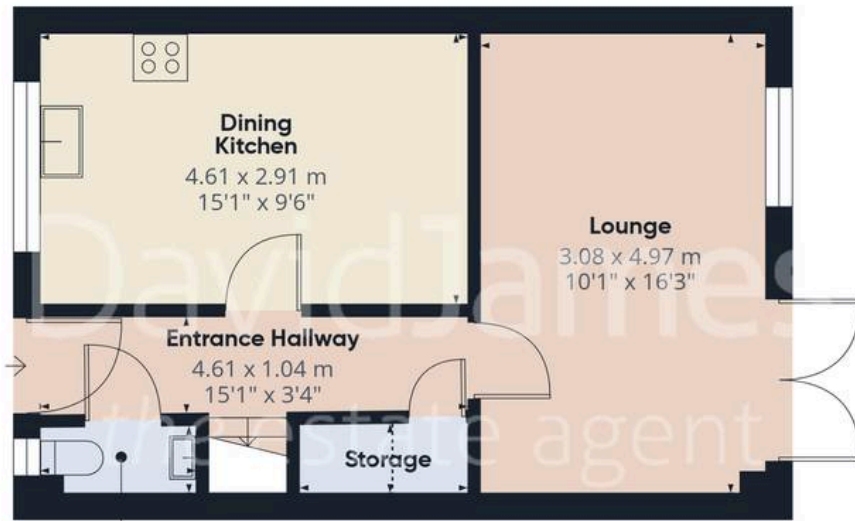 Dining
Kitchen
4.61 x 2.91 m
15'1" x 9'6"
Lounge
3.08 x 4.97 m
10'1" x 16'3"
DavidJames
Entrance Hallway
4.61 x 1.04 m
15'1" x 3'4"
the estate agent
Storage